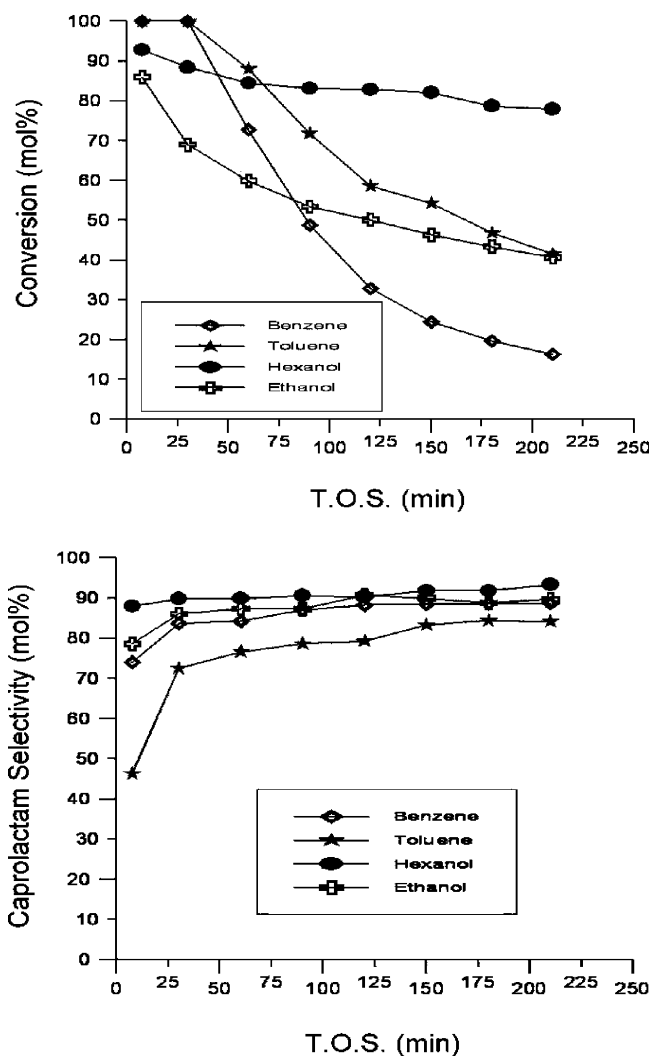 Conversion (mol%)
100
90
80
70
60
50
40
30
20
10
0
Benzene
Toluene
Hexanol
Ethanol
0 25 50 75 100 125 150 175 200 225 250
T.O.S. (min)
Caprolactam Selectivity (mol%)
100
90
80
70
60
50
40
30
20
10
0
Benzene
Toluene
Hexanol
Ethanol
0 25 50 75 100 125 150 175 200 225 250
T.O.S. (min)